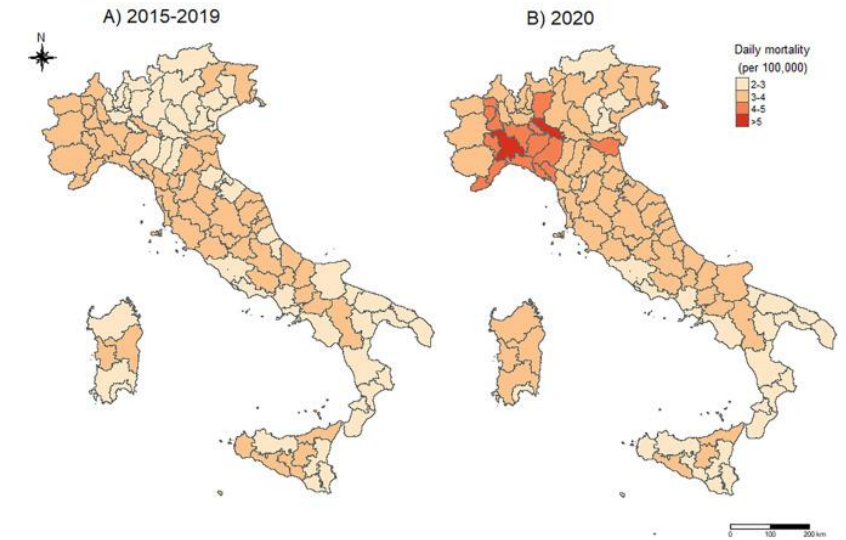 A) 2015-2019
B) 2020
N
Daily mortality
(per 100,000)
2-3
3-4
4-5
>5
0 100 200 km